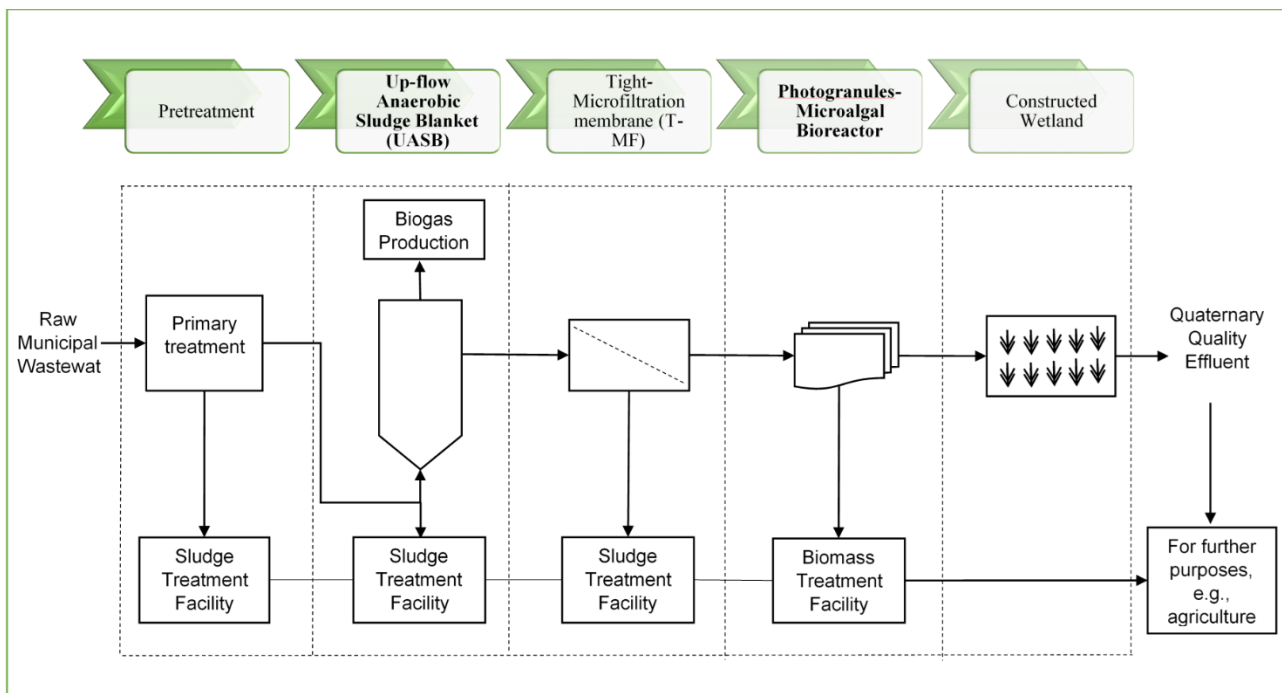 Pretreatment
Up-flow
Anaerobic
Sludge Blanket
(UASB)
Tight-
Microfiltration
membrane (T-
MF)
Photogranules-
Microalgal
Bioreactor
Constructed
Wetland
Biogas
Production
Raw
Municipal
Wastewat
Primary
treatment
Quaternary
Quality
Effluent
Sludge
Treatment
Facility
Sludge
Treatment
Facility
Sludge
Treatment
Facility
Biomass
Treatment
Facility
For further
purposes,
e.g.,
agriculture